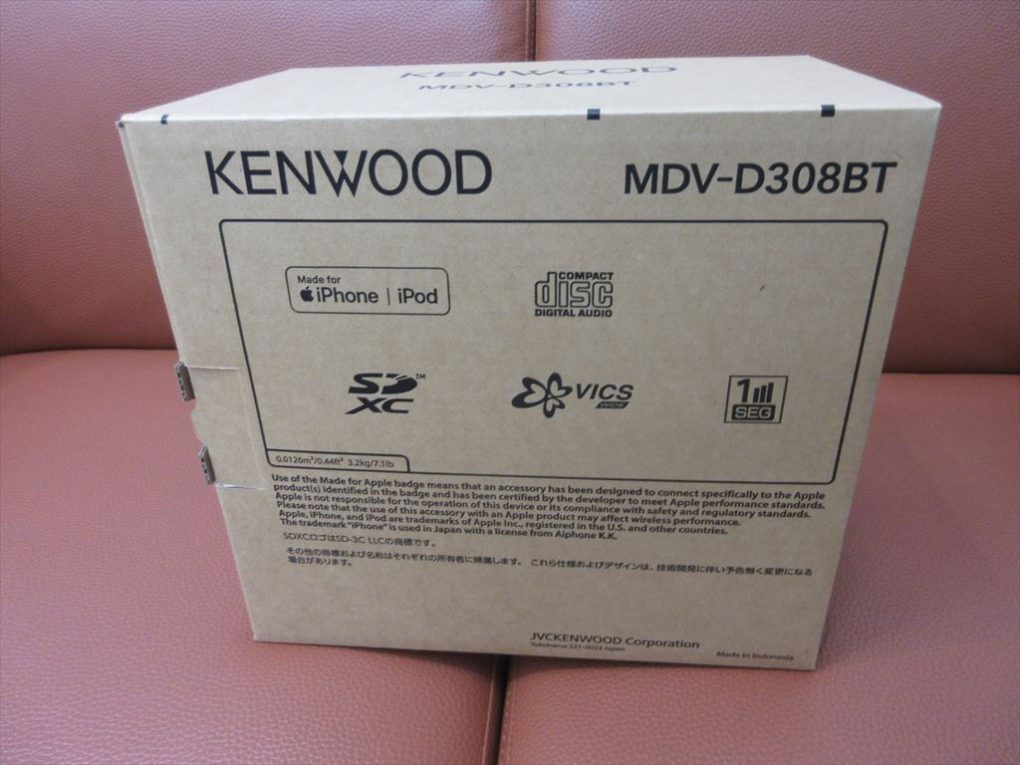 KENWOOD
MDV-D308BT
KENWOOD
MDV-D308BT
Made for
iPhone | iPod
COMPACT
disc
DIGITAL AUDIO
SD™
XC
VICS
WIDE
1
SEG
0.0126m³/0.44ft³ 3.2kg/7.1lb
Use of the Made for Apple badge means that an accessory has been designed to connect specifically to the Apple
product(s) identified in the badge and has been certified by the developer to meet Apple performance standards.
Apple is not responsible for the operation of this device or its compliance with safety and regulatory standards.
Please note that the use of this accessory with an Apple product may affect wireless performance.
Apple, iPhone, and iPod are trademarks of Apple Inc., registered in the U.S. and other countries.
The trademark "iPhone" is used in Japan with a license from Aiphone K.K.
SDXCロゴはSD-3C LLCの商標です。
その他の商標および名称はそれぞれの所有者に帰属します。 これら仕様およびデザインは、技術開発に伴い予告無く変更になる
場合があります。
JVCKENWOOD Corporation
Yokohama 221-0022 Japan
Made in Indonesia